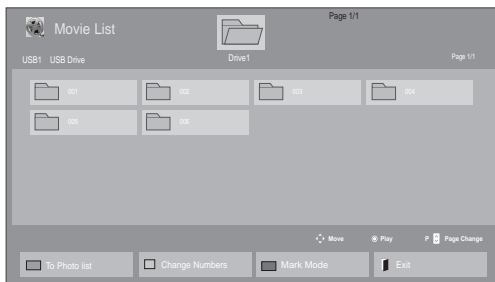 Page 1/1
Movie List
USB1 USB Drive
Drive1
Page 1/1
001 002 003 004
005 006
Move Play P Page Change
To Photo list Change Numbers Mark Mode Exit